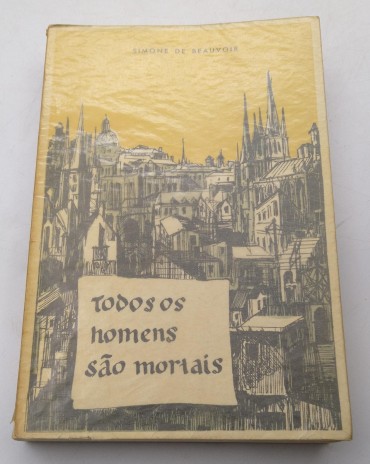 SIMONE DE BEAUVOIR
Todos os
homens
são mortais